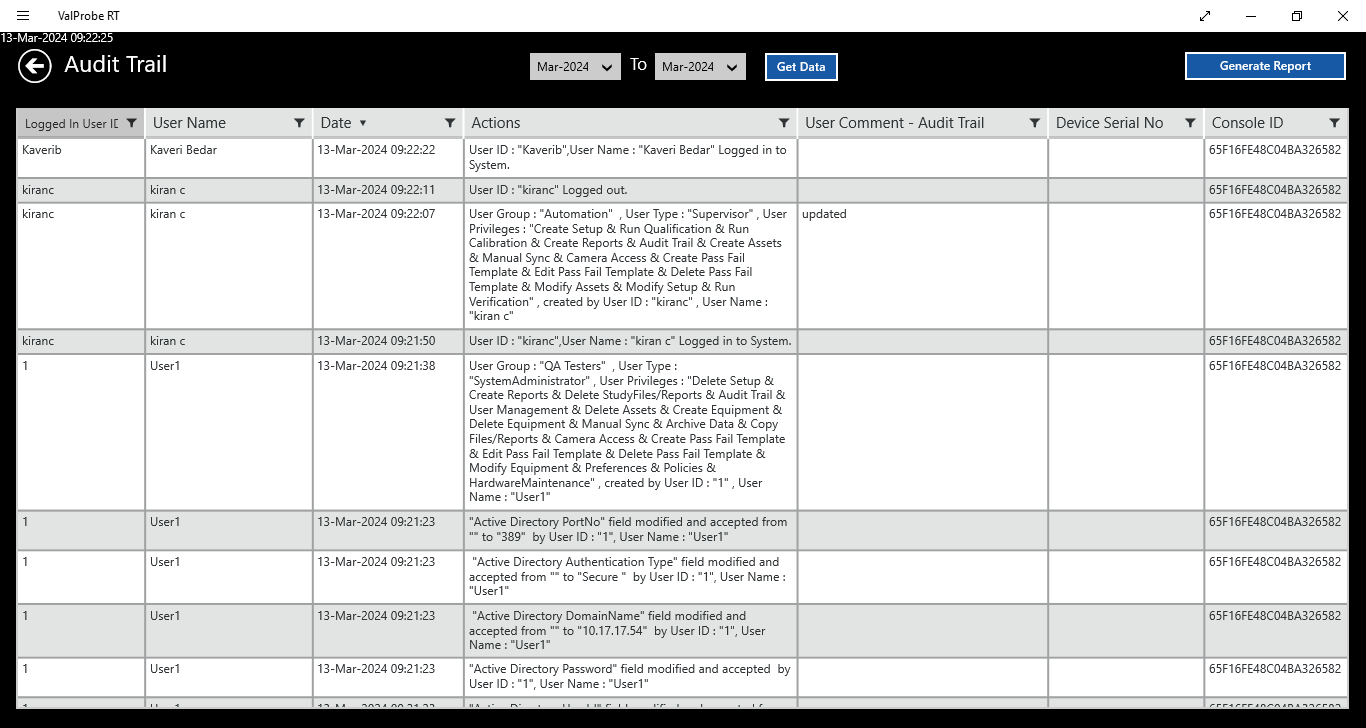 ValProbe RT
13-Mar-2024 09:22:25
Audit Trail
Mar-2024 To Mar-2024 Get Data Generate Report
Logged In User ID User Name Date Actions User Comment - Audit Trail Device Serial No Console ID
Kaverib Kaveri Bedar 13-Mar-2024 09:22:22 User ID : "Kaverib",User Name : "Kaveri Bedar" Logged in to 65F16FE48C04BA326582
System.
kiranc kiran c 13-Mar-2024 09:22:11 User ID : "kiranc" Logged out. 65F16FE48C04BA326582
kiranc kiran c 13-Mar-2024 09:22:07 User Group : "Automation" , User Type : "Supervisor" , User updated 65F16FE48C04BA326582
Privileges : "Create Setup & Run Qualification & Run
Calibration & Create Reports & Audit Trail & Create Assets
& Manual Sync & Camera Access & Create Pass Fail
Template & Edit Pass Fail Template & Delete Pass Fail
Template & Modify Assets & Modify Setup & Run
Verification" , created by User ID : "kiranc" , User Name :
"kiran c"
kiranc kiran c 13-Mar-2024 09:21:50 User ID : "kiranc",User Name : "kiran c" Logged in to System. 65F16FE48C04BA326582
1 User1 13-Mar-2024 09:21:38 User Group : "QA Testers" , User Type : 65F16FE48C04BA326582
"SystemAdministrator" , User Privileges : "Delete Setup &
Create Reports & Delete StudyFiles/Reports & Audit Trail &
User Management & Delete Assets & Create Equipment &
Delete Equipment & Manual Sync & Archive Data & Copy
Files/Reports & Camera Access & Create Pass Fail Template
& Edit Pass Fail Template & Delete Pass Fail Template &
Modify Equipment & Preferences & Policies &
HardwareMaintenance" , created by User ID : "1" , User
Name : "User1"
1 User1 13-Mar-2024 09:21:23 "Active Directory PortNo" field modified and accepted from 65F16FE48C04BA326582
"" to "389" by User ID : "1", User Name : "User1"
1 User1 13-Mar-2024 09:21:23 "Active Directory Authentication Type" field modified and 65F16FE48C04BA326582
accepted from "" to "Secure " by User ID : "1", User Name :
"User1"
1 User1 13-Mar-2024 09:21:23 "Active Directory DomainName" field modified and 65F16FE48C04BA326582
accepted from "" to "10.17.17.54" by User ID : "1", User
Name : "User1"
1 User1 13-Mar-2024 09:21:23 "Active Directory Password" field modified and accepted by 65F16FE48C04BA326582
User ID : "1", User Name : "User1"